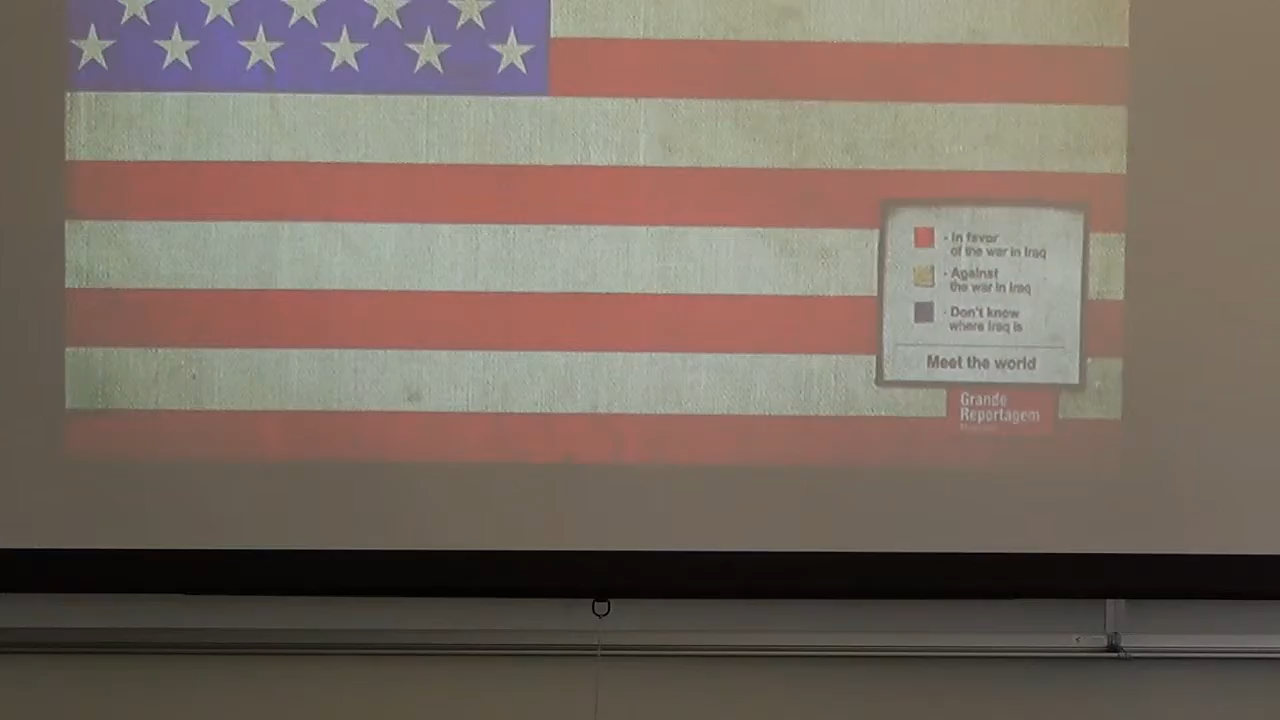 - In favor
of the war in Iraq
- Against
the war in Iraq
- Don't know
where Iraq is
Meet the world
Grande
Reportagem